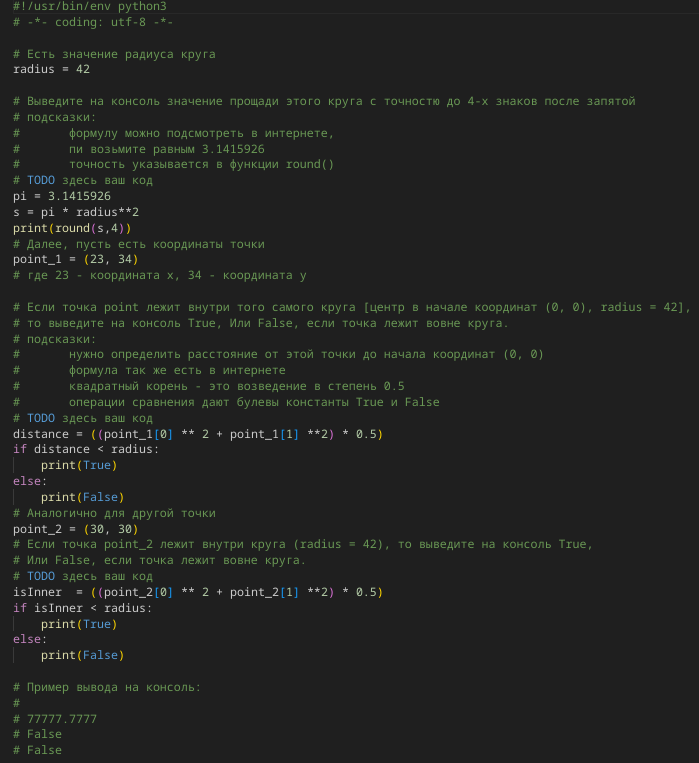 #!/usr/bin/env python3
# -*- coding: utf-8 -*-
# Есть значение радиуса круга
radius = 42
# Выведите на консоль значение прощади этого круга с точностью до 4-х знаков после запятой
# подсказки:
#       формулу можно подсмотреть в интернете,
#       пи возьмите равным 3.1415926
#       точность указывается в функции round()
# TODO здесь ваш код
pi = 3.1415926
s = pi * radius**2
print(round(s,4))
# Далее, пусть есть координаты точки
point_1 = (23, 34)
# где 23 - координата х, 34 - координата у
# Если точка point лежит внутри того самого круга [центр в начале координат (0, 0), radius = 42],
# то выведите на консоль True, Или False, если точка лежит вовне круга.
# подсказки:
#       нужно определить расстояние от этой точки до начала координат (0, 0)
#       формула так же есть в интернете
#       квадратный корень - это возведение в степень 0.5
#       операции сравнения дают булевы константы True и False
# TODO здесь ваш код
distance = ((point_1[0] ** 2 + point_1[1] **2) * 0.5)
if distance < radius:
    print(True)
else:
    print(False)
# Аналогично для другой точки
point_2 = (30, 30)
# Если точка point_2 лежит внутри круга (radius = 42), то выведите на консоль True,
# Или False, если точка лежит вовне круга.
# TODO здесь ваш код
isInner  = ((point_2[0] ** 2 + point_2[1] **2) * 0.5)
if isInner < radius:
    print(True)
else:
    print(False)
# Пример вывода на консоль:
#
# 77777.7777
# False
# False